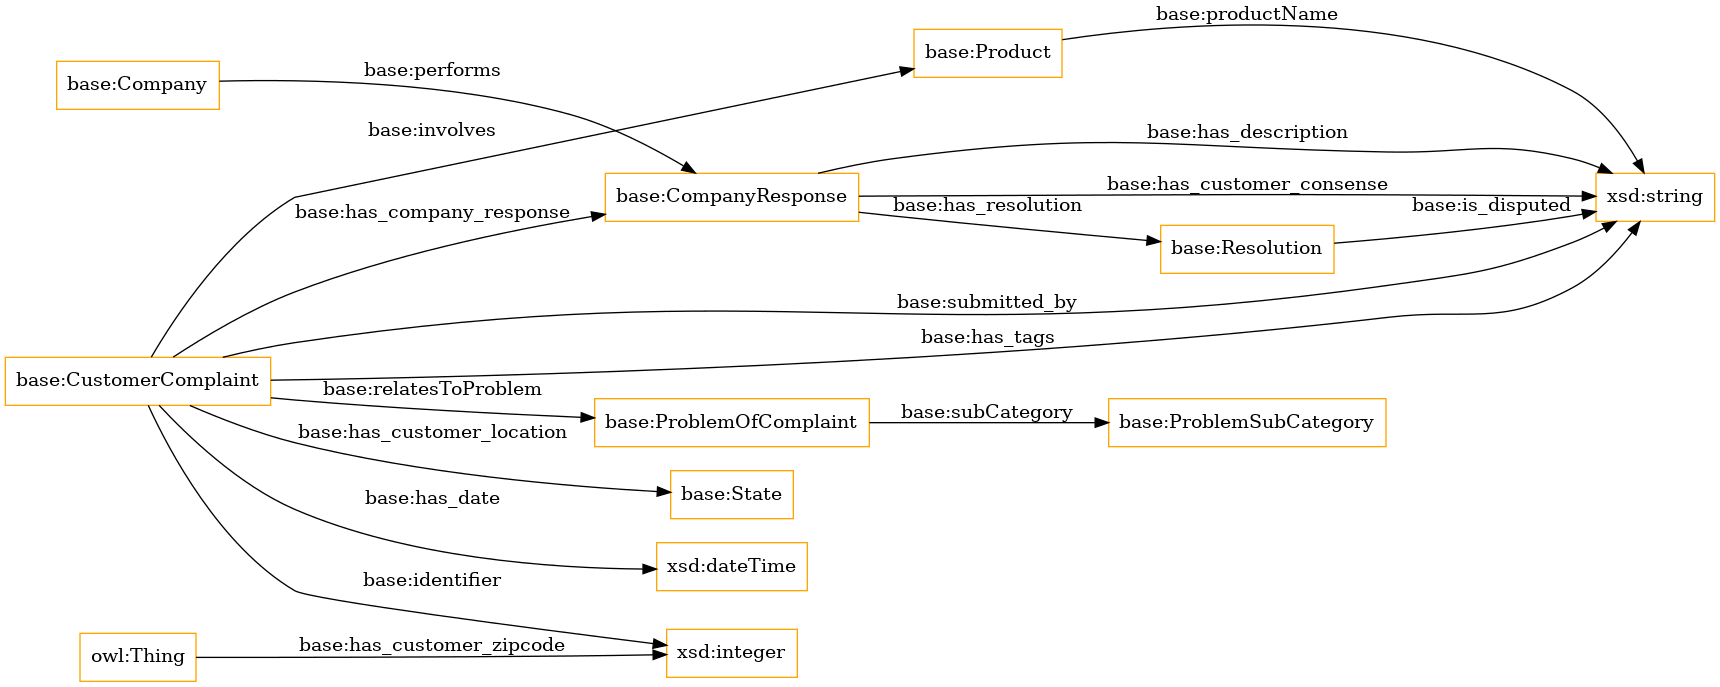 base:productName
base:Product
base:performs
base:Company
base:involves
base:has_description
base:has_customer_consense
base:CompanyResponse
xsd:string
base:has_resolution
base:is_disputed
base:has_company_response
base:Resolution
base:submitted_by
base:has_tags
base:CustomerComplaint
base:relatesToProblem
base:subCategory
base:ProblemOfComplaint
base:ProblemSubCategory
base:has_customer_location
base:State
base:has_date
xsd:dateTime
base:identifier
base:has_customer_zipcode
owl:Thing
xsd:integer